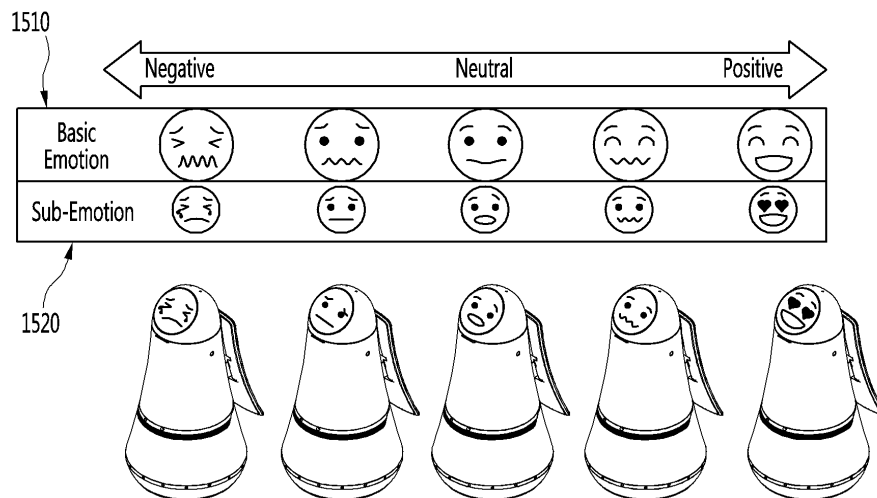 1510
Negative Neutral Positive
Basic
Emotion
Sub-Emotion
1520